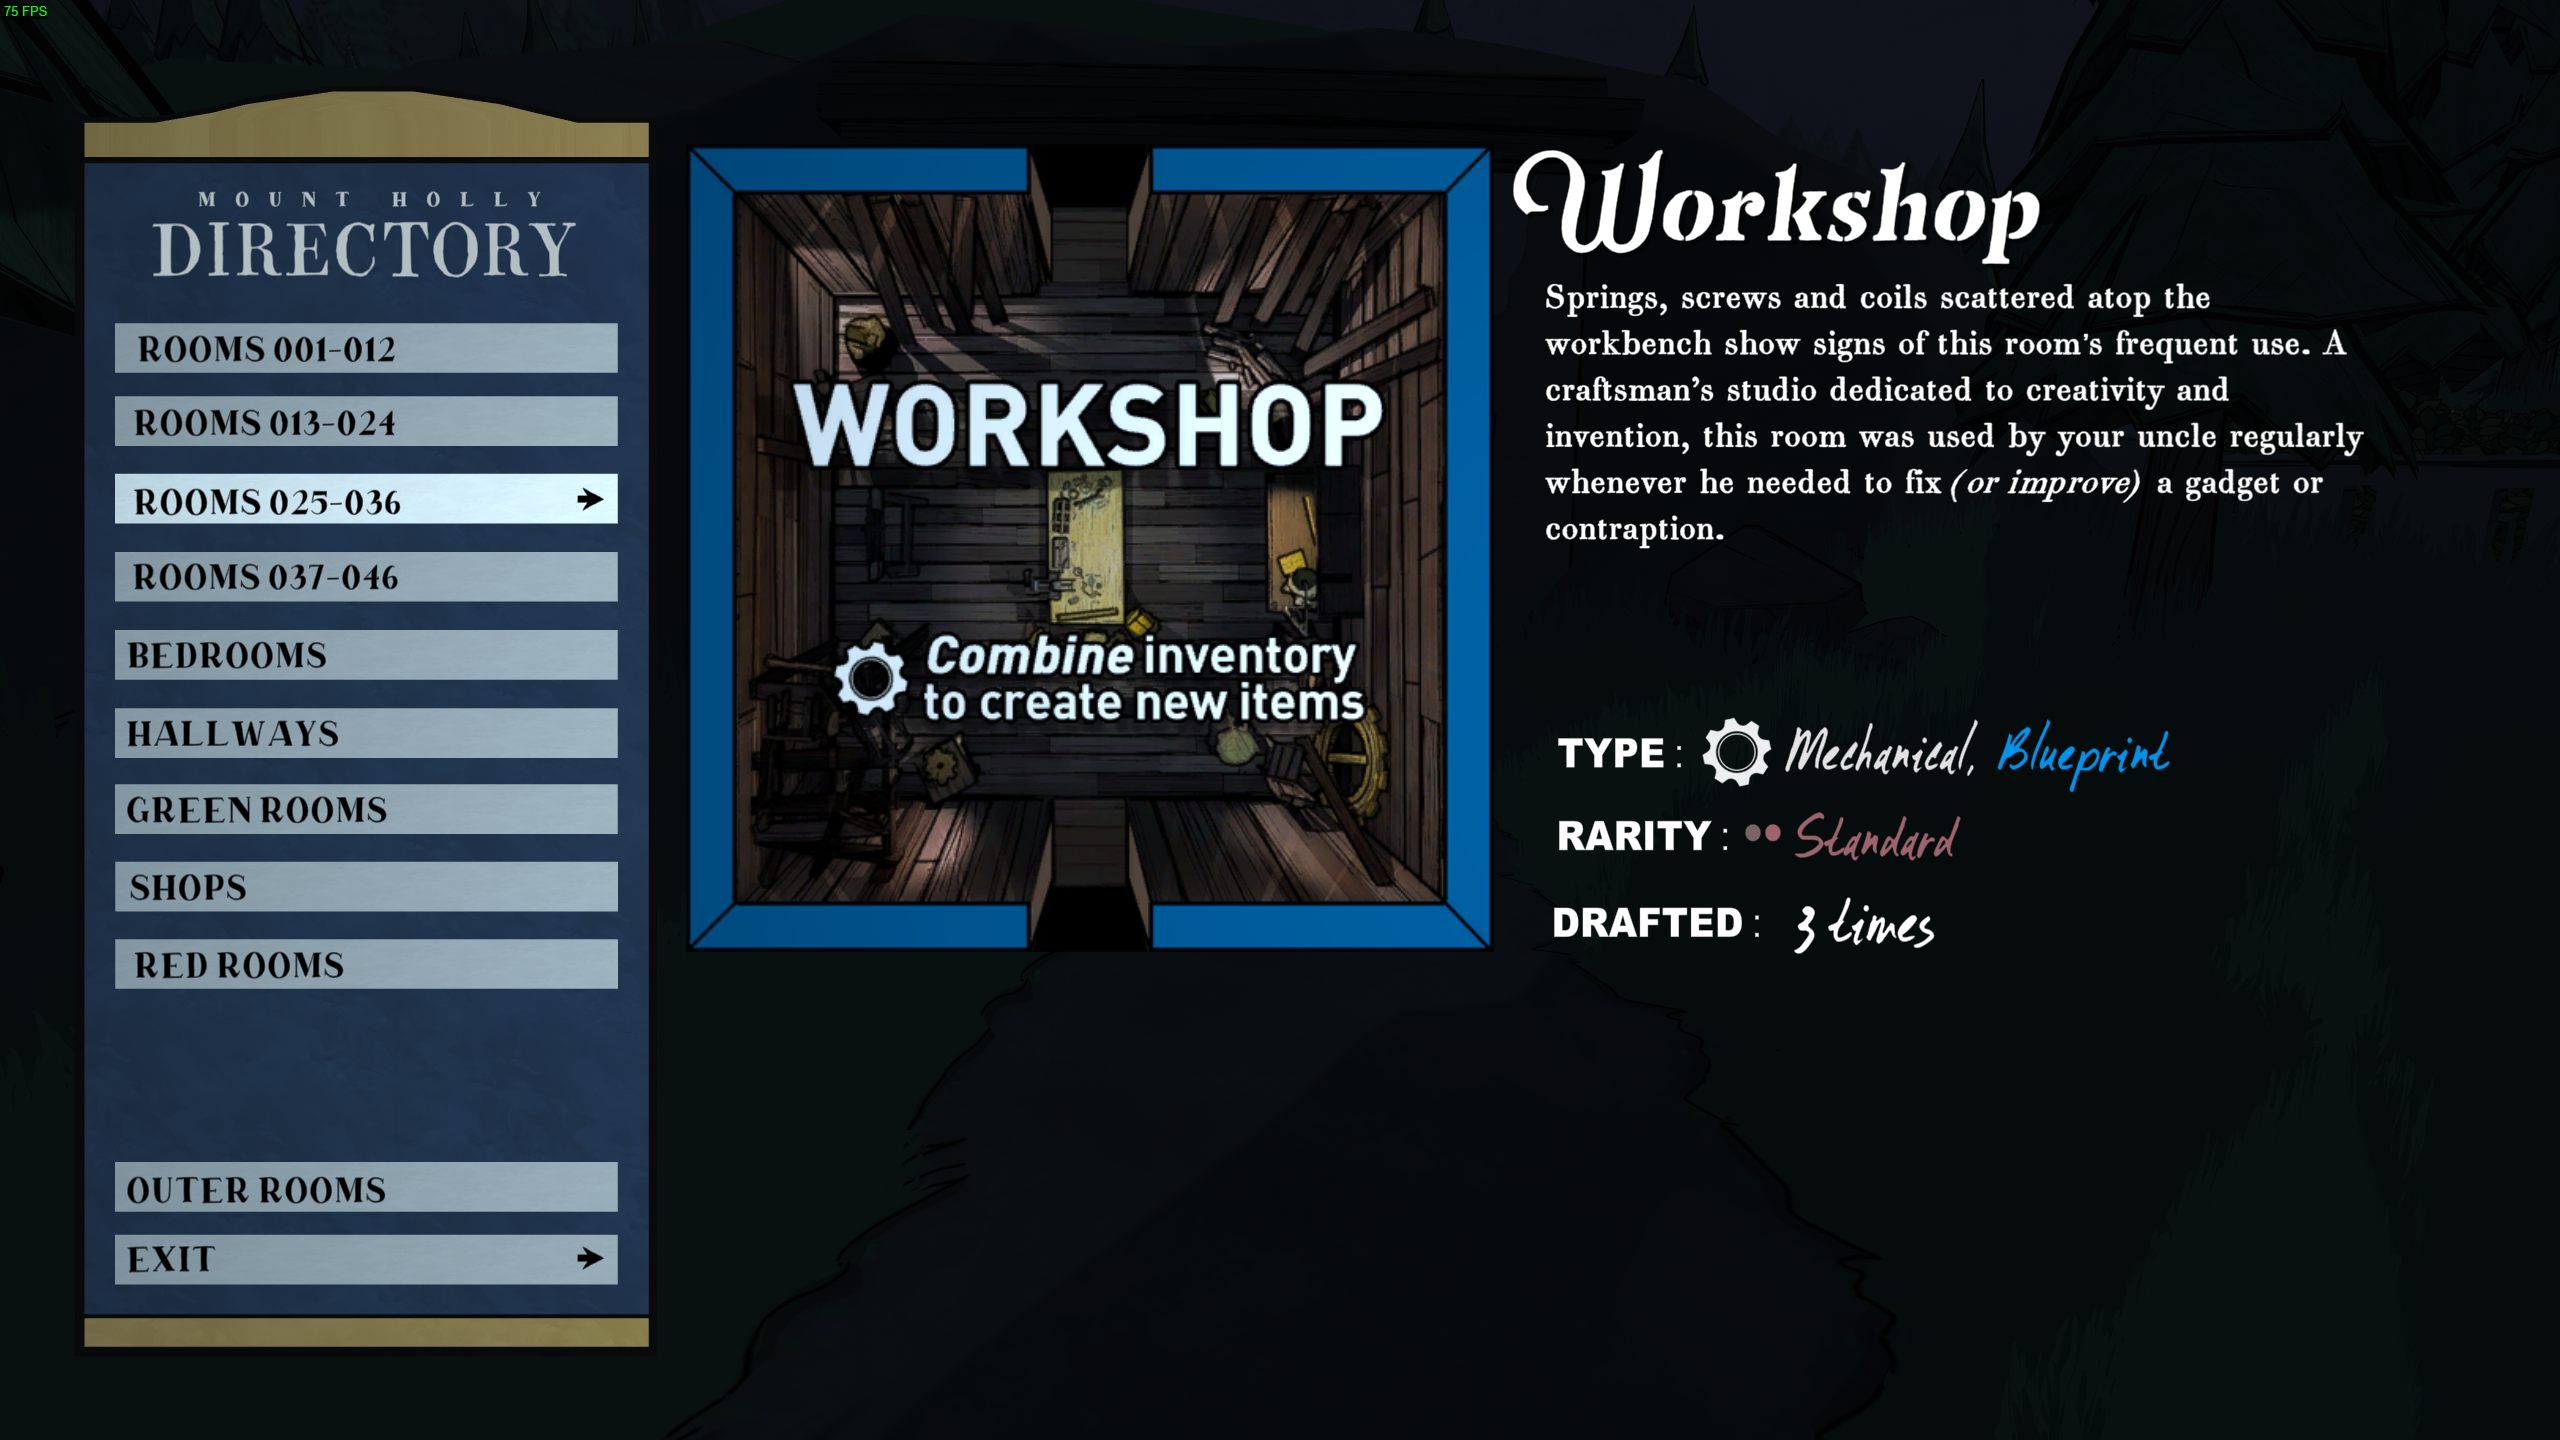 75 FPS
MOUNT HOLLY
DIRECTORY
ROOMS 001-012
ROOMS 013-024
ROOMS 025-036
ROOMS 037-046
BEDROOMS
HALLWAYS
GREEN ROOMS
SHOPS
RED ROOMS
OUTER ROOMS
EXIT
WORKSHOP
Combine inventory
to create new items
Workshop
Springs, screws and coils scattered atop the
workbench show signs of this room's frequent use. A
craftsman's studio dedicated to creativity and
invention, this room was used by your uncle regularly
whenever he needed to fix (or improve) a gadget or
contraption.
TYPE : Mechanical, Blueprint
RARITY : Standard
DRAFTED : 3 times